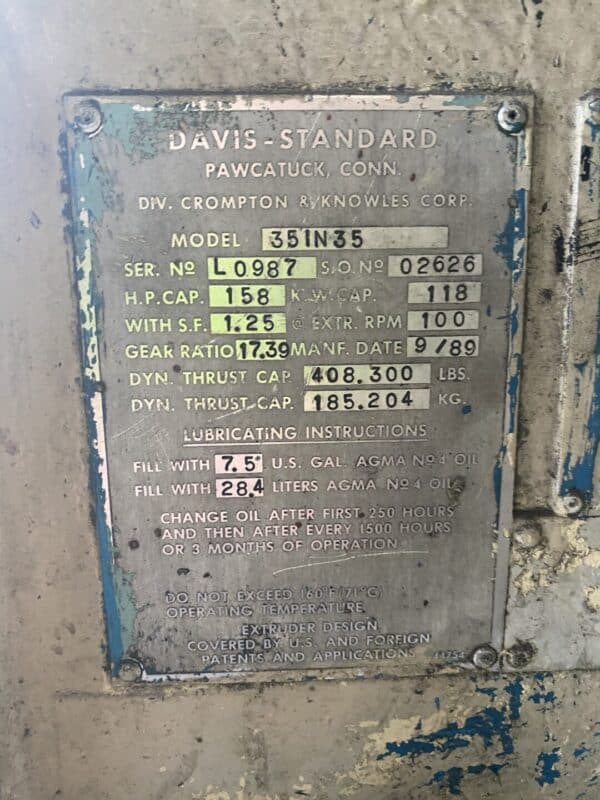 DAVIS-STANDARD
PAWCATUCK, CONN.
DIV. CROMPTON & KNOWLES CORP.
MODEL 35IN35
SER. Nº L0987 S.O. Nº 02626
H.P. CAP. 158 K.W. CAP. 118
WITH S.F. 1.25 @ EXTR. RPM 100
GEAR RATIO 17.39 MANF. DATE 9/89
DYN. THRUST CAP. 408.300 LBS.
DYN. THRUST CAP. 185.204 KG.
LUBRICATING INSTRUCTIONS
FILL WITH 7.5 U.S. GAL. AGMA Nº 4 OIL
FILL WITH 28.4 LITERS AGMA Nº 4 OIL
CHANGE OIL AFTER FIRST 250 HOURS
AND THEN AFTER EVERY 1500 HOURS
OR 3 MONTHS OF OPERATION
DO NOT EXCEED 160°F (71°C)
OPERATING TEMPERATURE
EXTRUDER DESIGN
COVERED BY U.S. AND FOREIGN
PATENTS AND APPLICATIONS